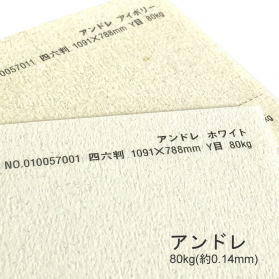 アンドレ アイボリー
0057011 四六判 1091×788mm Y目 80kg
アンドレ ホワイト
NO.010057001 四六判 1091×788mm Y目 80kg
アンドレ
80kg(約0.14mm)